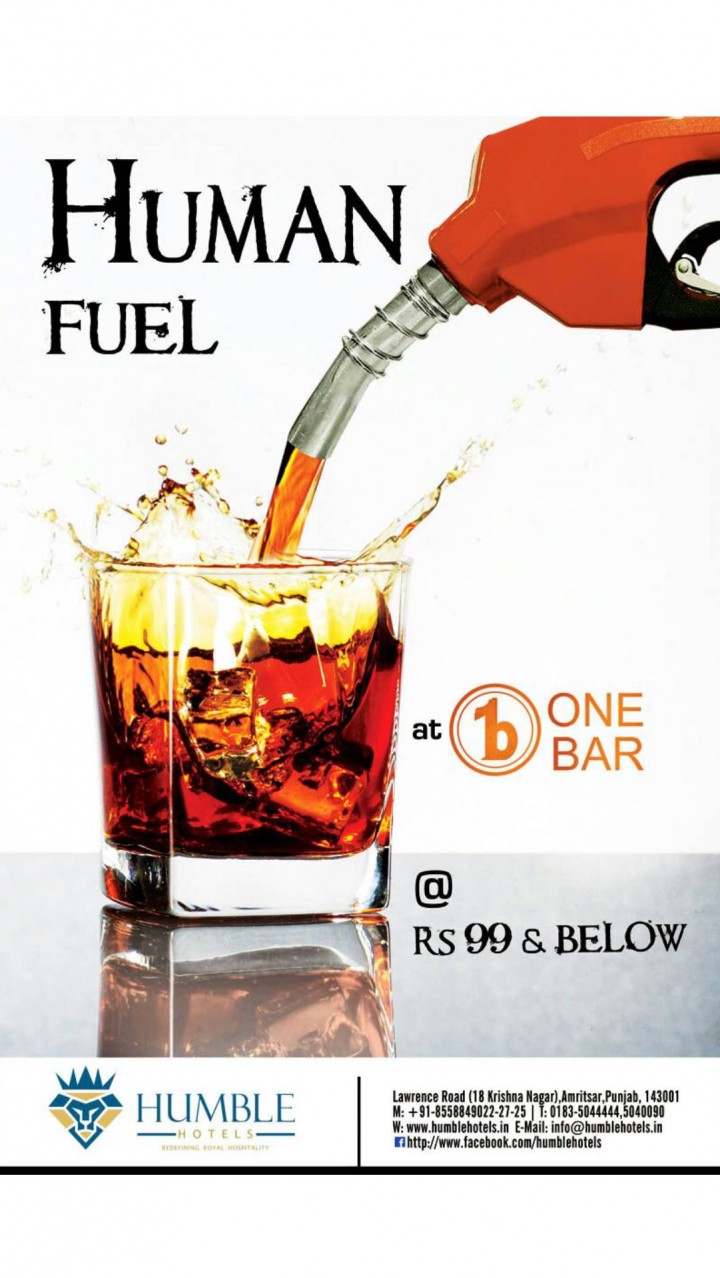 HUMAN
FUEL
at 1b ONE
BAR
@
RS 99 & BELOW
HUMBLE
HOTELS
REDEFINING ROYAL HOSPITALITY
Lawrence Road (18 Krishna Nagar),Amritsar,Punjab, 143001
M: +91-8558849022-27-25 | T: 0183-5044444,5040090
W: www.humblehotels.in E-Mail: info@humblehotels.in
f http://www.facebook.com/humblehotels